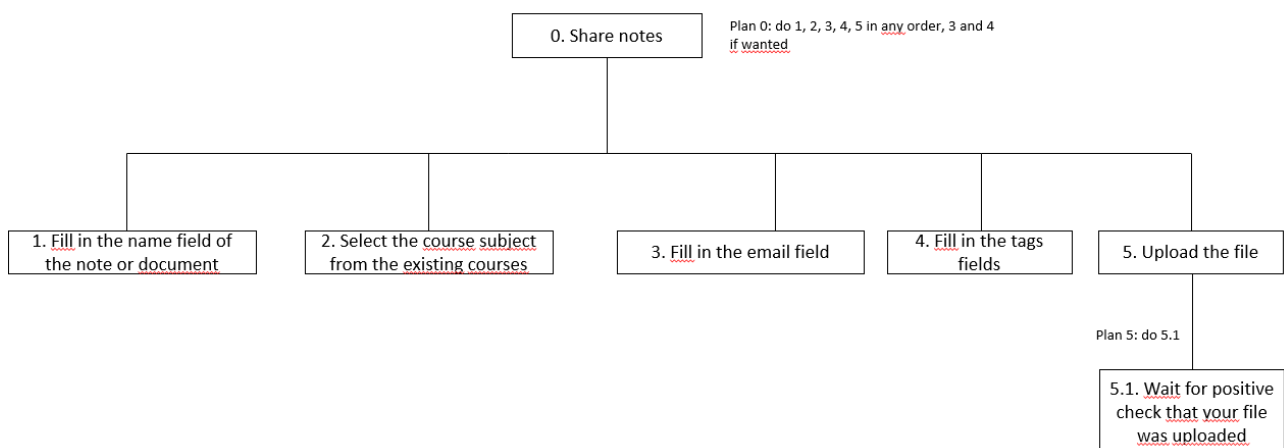 0. Share notes
Plan 0: do 1, 2, 3, 4, 5 in any order, 3 and 4
if wanted
1. Fill in the name field of
the note or document
2. Select the course subject
from the existing courses
3. Fill in the email field
4. Fill in the tags
fields
5. Upload the file
Plan 5: do 5.1
5.1. Wait for positive
check that your file
was uploaded